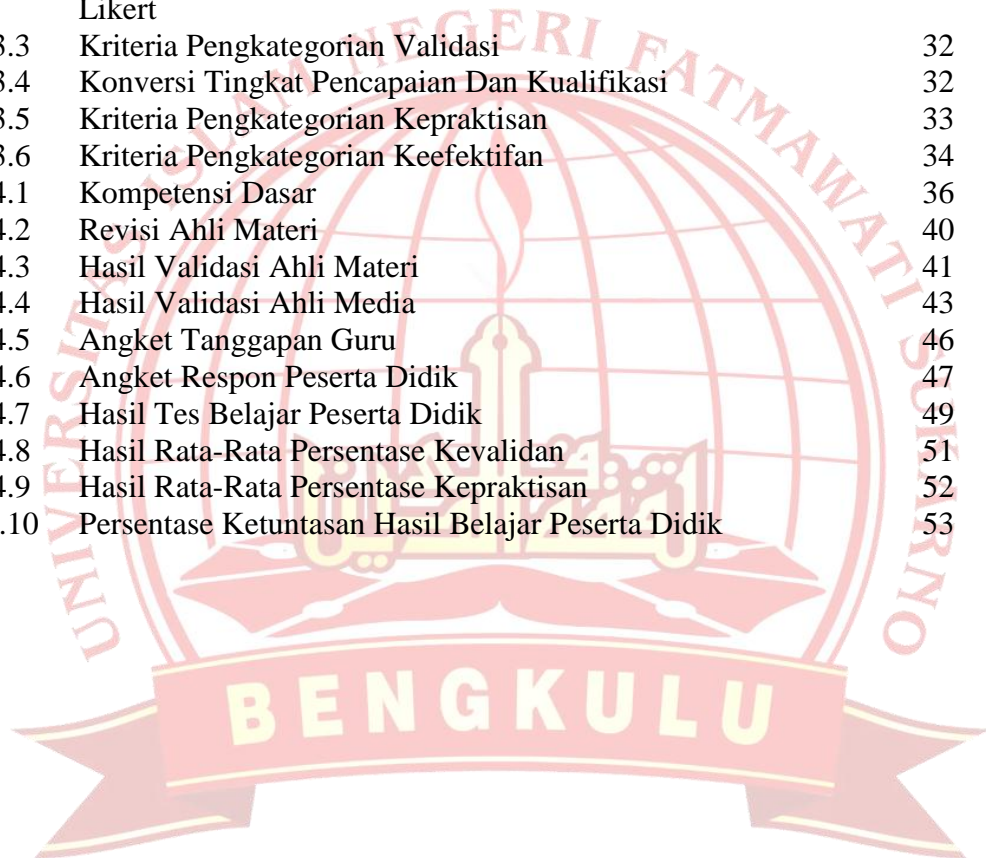 Likert
3.3 Kriteria Pengkategorian Validasi 32
3.4 Konversi Tingkat Pencapaian Dan Kualifikasi 32
3.5 Kriteria Pengkategorian Kepraktisan 33
3.6 Kriteria Pengkategorian Keefektifan 34
4.1 Kompetensi Dasar 36
4.2 Revisi Ahli Materi 40
4.3 Hasil Validasi Ahli Materi 41
4.4 Hasil Validasi Ahli Media 43
4.5 Angket Tanggapan Guru 46
4.6 Angket Respon Peserta Didik 47
4.7 Hasil Tes Belajar Peserta Didik 49
4.8 Hasil Rata-Rata Persentase Kevalidan 51
4.9 Hasil Rata-Rata Persentase Kepraktisan 52
.10 Persentase Ketuntasan Hasil Belajar Peserta Didik 53
UNIVERSITAS ISLAM NEGERI FATMAWATI SUKARNO
BENGKULU